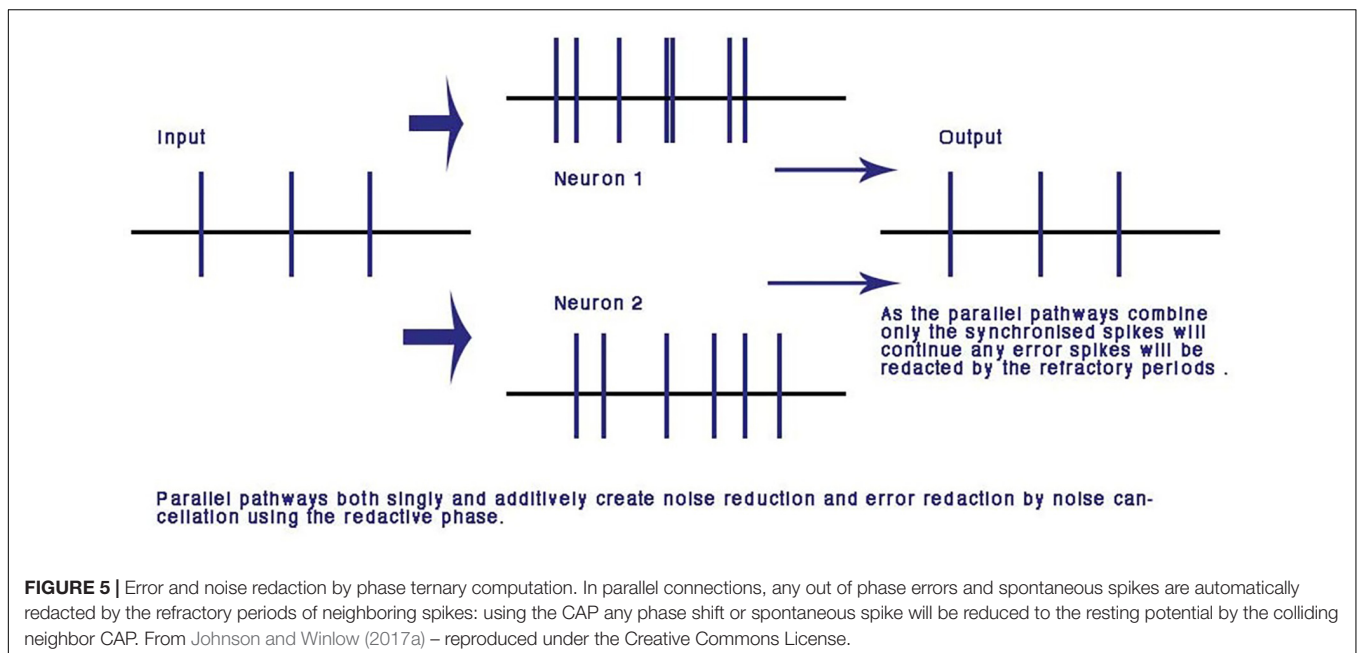 Input
Neuron 1
Output
Neuron 2
As the parallel pathways combine
only the synchronised spikes will
continue any error spikes will be
redacted by the refractory periods .
Parallel pathways both singly and additively create noise reduction and error redaction by noise can-
cellation using the redactive phase.
FIGURE 5 | Error and noise redaction by phase ternary computation. In parallel connections, any out of phase errors and spontaneous spikes are automatically
redacted by the refractory periods of neighboring spikes: using the CAP any phase shift or spontaneous spike will be reduced to the resting potential by the colliding
neighbor CAP. From Johnson and Winlow (2017a) – reproduced under the Creative Commons License.